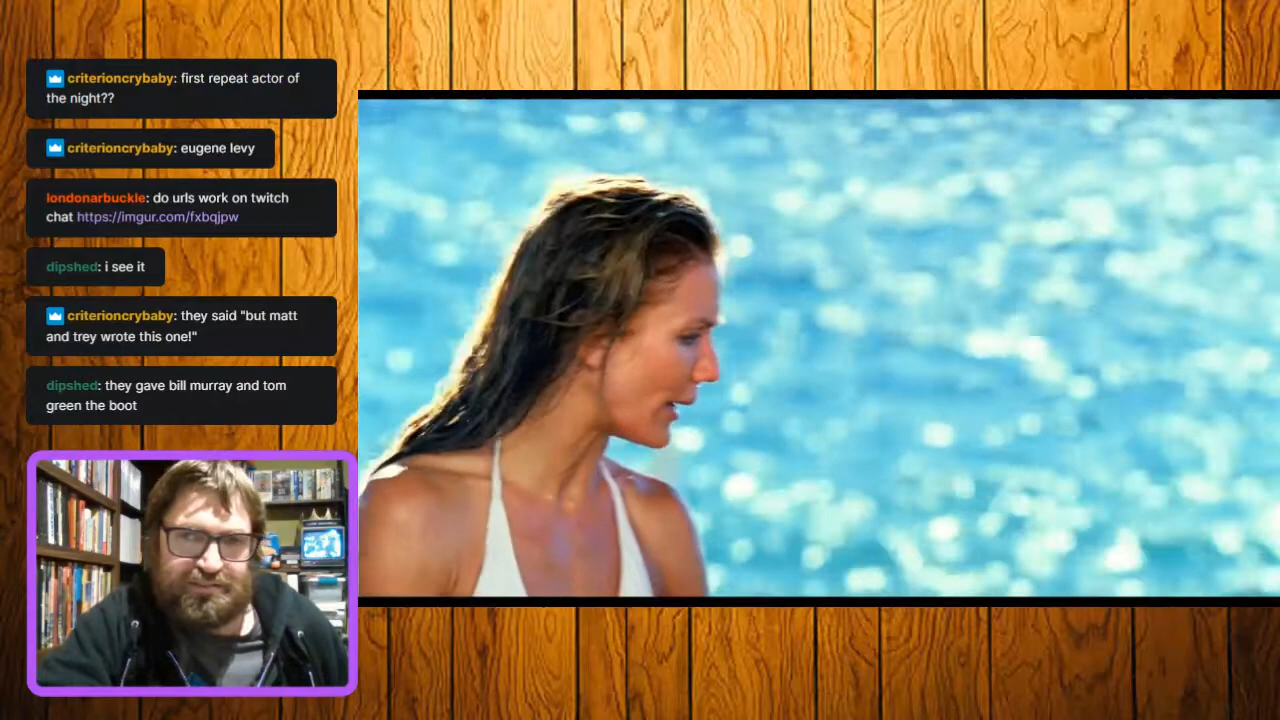 criterioncrybaby: first repeat actor of
the night??
criterioncrybaby: eugene levy
londonarbuckle: do urls work on twitch
chat https://imgur.com/fxbqjpw
dipshed: i see it
criterioncrybaby: they said "but matt
and trey wrote this one!"
dipshed: they gave bill murray and tom
green the boot